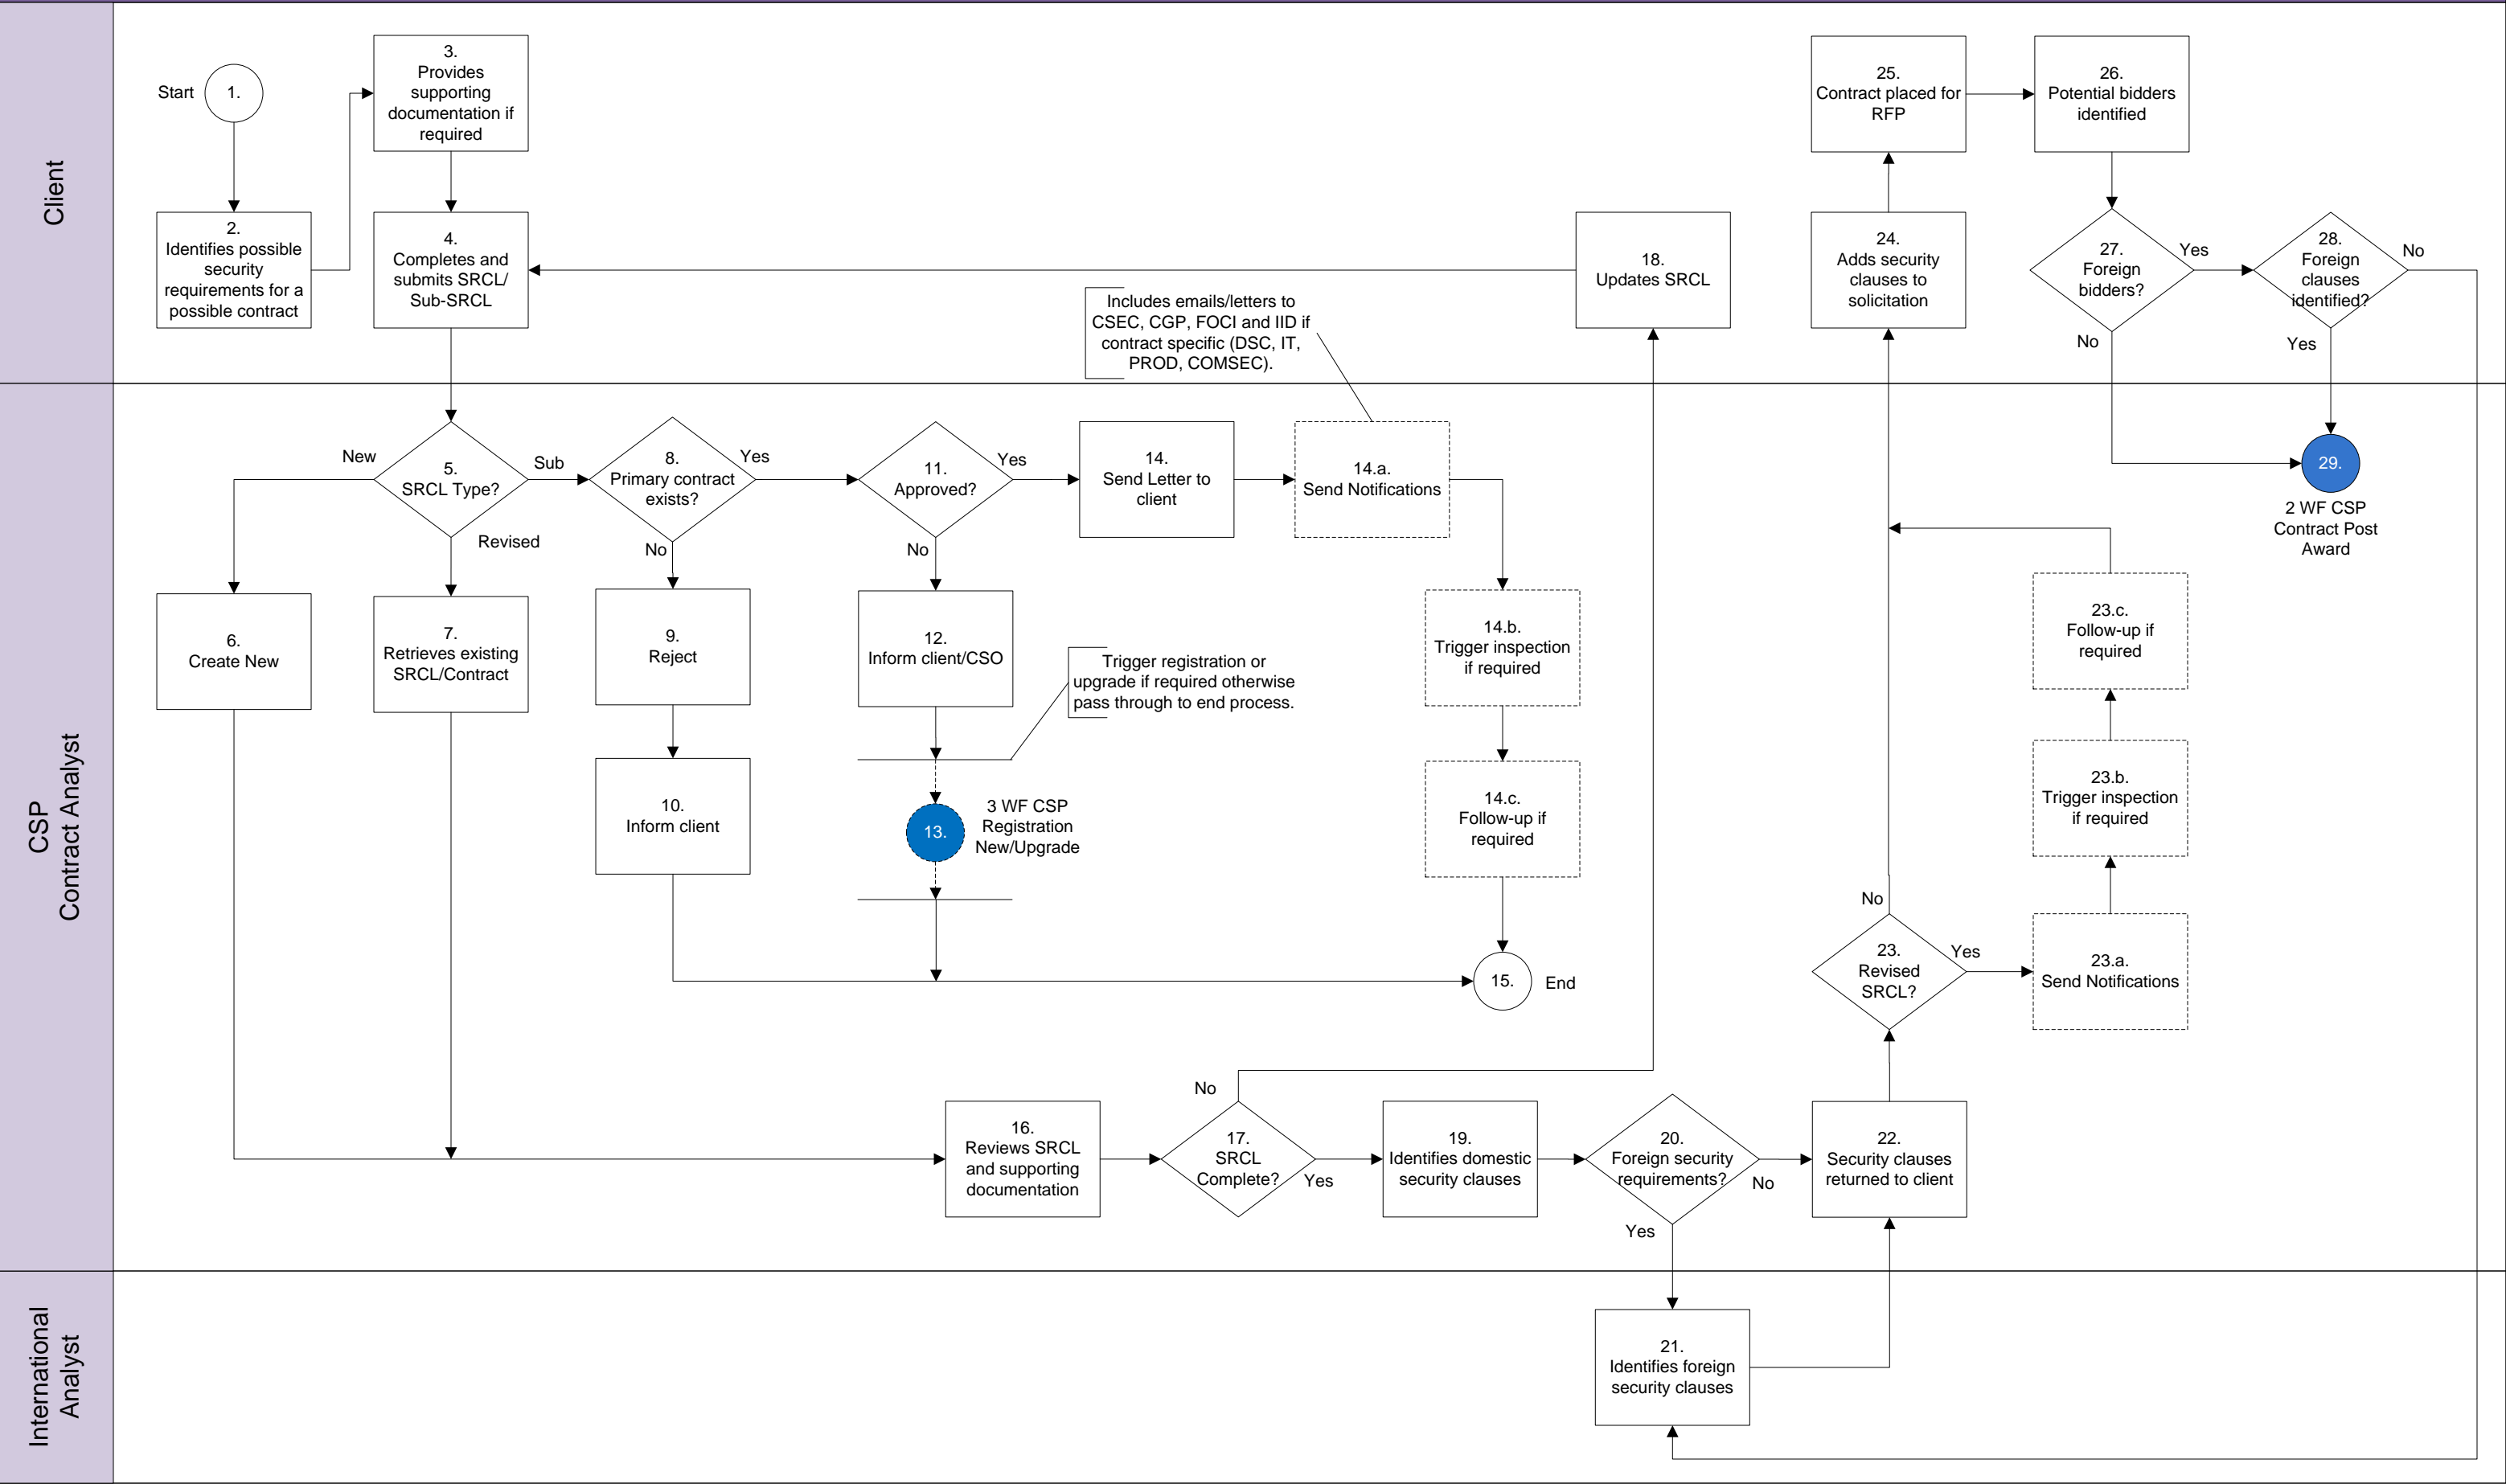 Client
Start
1.
2.
Identifies possible
security
requirements for a
possible contract
3.
Provides
supporting
documentation if
required
4.
Completes and
submits SRCL/
Sub-SRCL
Includes emails/letters to
CSEC, CGP, FOCI and IID if
contract specific (DSC, IT,
PROD, COMSEC).
18.
Updates SRCL
25.
Contract placed for
RFP
24.
Adds security
clauses to
solicitation
26.
Potential bidders
identified
27.
Foreign
bidders?
Yes
No
28.
Foreign
clauses
identified?
No
Yes
CSP
Contract Analyst
New
5.
SRCL Type?
Sub
Revised
8.
Primary contract
exists?
Yes
No
11.
Approved?
Yes
No
14.
Send Letter to
client
14.a.
Send Notifications
29.
2 WF CSP
Contract Post
Award
6.
Create New
7.
Retrieves existing
SRCL/Contract
9.
Reject
12.
Inform client/CSO
Trigger registration or
upgrade if required otherwise
pass through to end process.
14.b.
Trigger inspection
if required
23.c.
Follow-up if
required
10.
Inform client
13.
3 WF CSP
Registration
New/Upgrade
14.c.
Follow-up if
required
23.b.
Trigger inspection
if required
15.
End
No
23.
Revised
SRCL?
Yes
23.a.
Send Notifications
16.
Reviews SRCL
and supporting
documentation
No
17.
SRCL
Complete?
Yes
19.
Identifies domestic
security clauses
20.
Foreign security
requirements?
No
Yes
22.
Security clauses
returned to client
International
Analyst
21.
Identifies foreign
security clauses